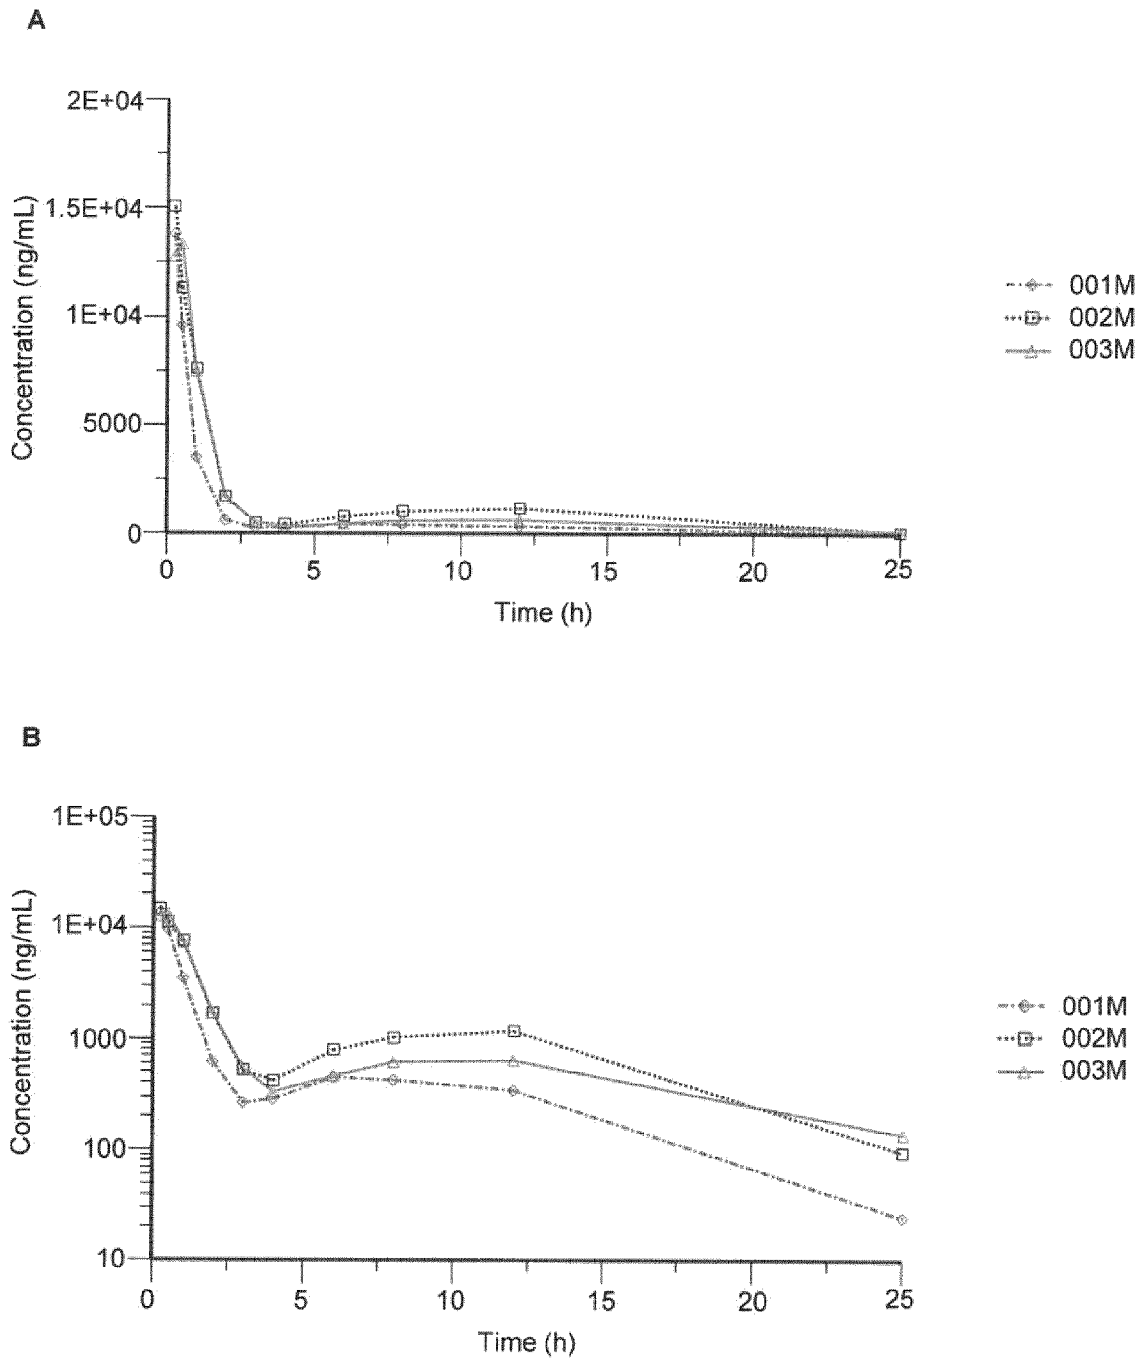 A
2E+04
1.5E+04
1E+04
5000
0
Concentration (ng/mL)
0 5 10 15 20 25
Time (h)
001M
002M
003M
B
1E+05
1E+04
1000
100
10
Concentration (ng/mL)
0 5 10 15 20 25
Time (h)
001M
002M
003M